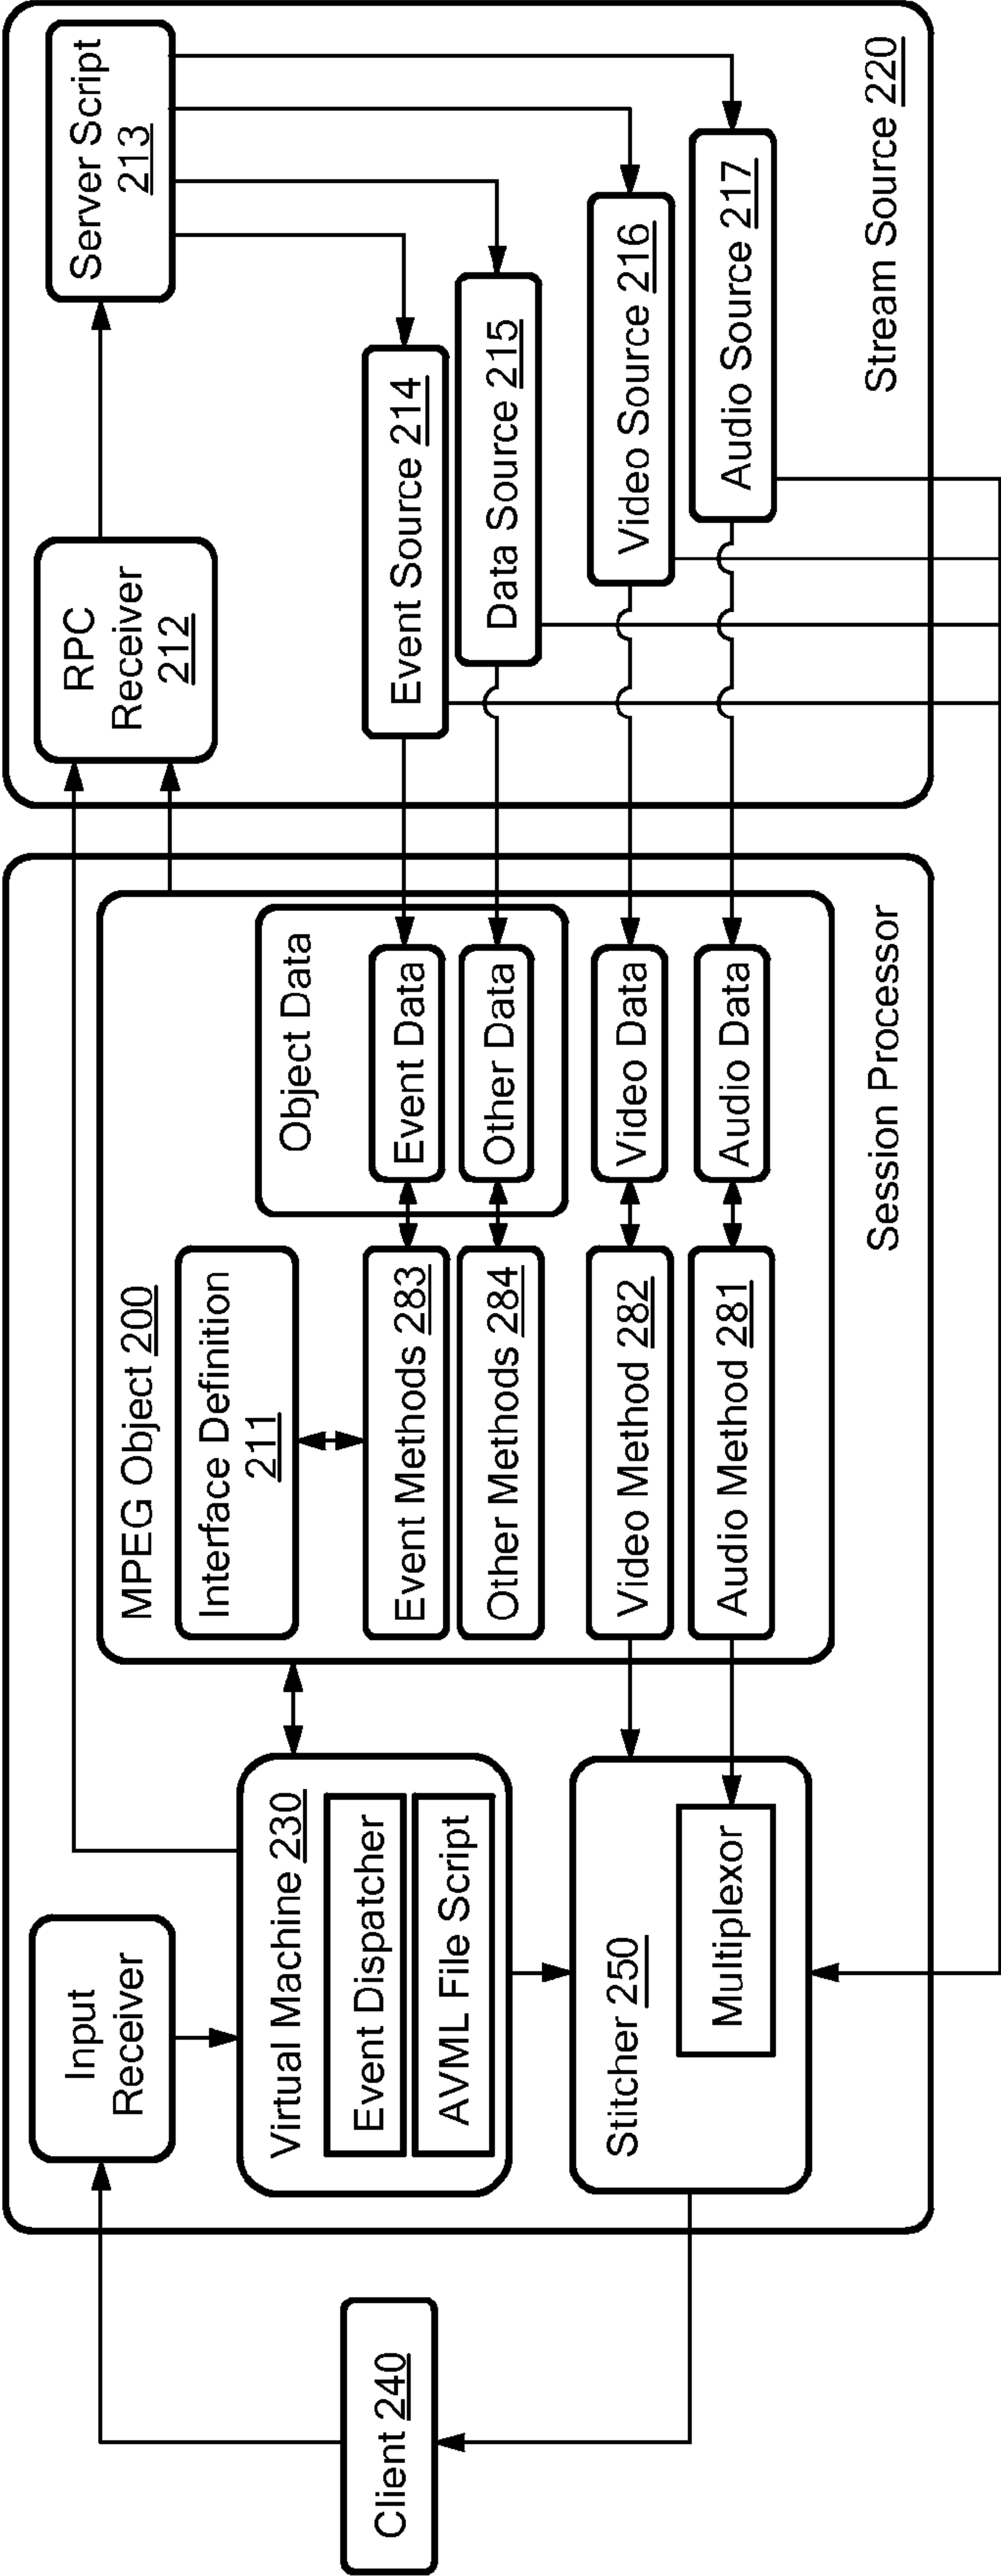 Client 240
Input
Receiver
Virtual Machine 230
Event Dispatcher
AVML File Script
Stitcher 250
Multiplexor
MPEG Object 200
Interface Definition
211
Event Methods 283
Other Methods 284
Video Method 282
Audio Method 281
Object Data
Event Data
Other Data
Video Data
Audio Data
Session Processor
RPC
Receiver
212
Server Script
213
Event Source 214
Data Source 215
Video Source 216
Audio Source 217
Stream Source 220